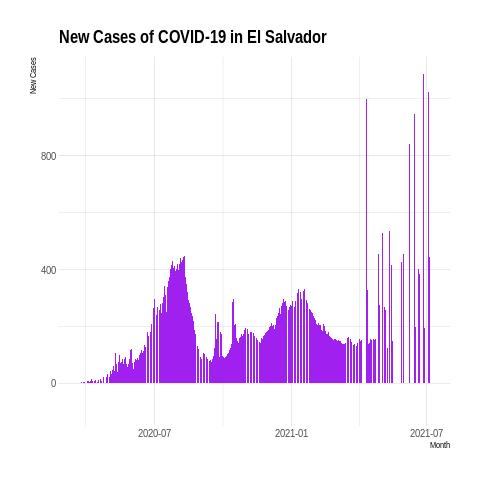 New Cases of COVID-19 in El Salvador
New Cases
800
400
0
2020-07 2021-01 2021-07
Month